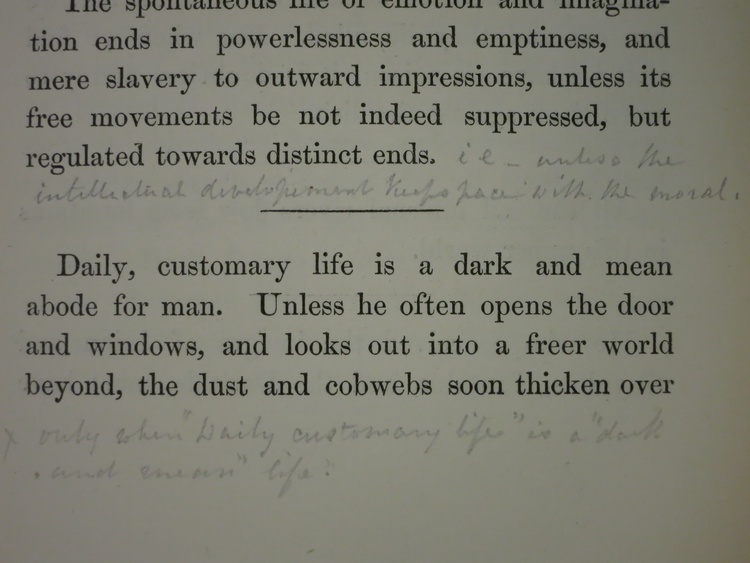 The spontaneous life of emotion and imagina-
tion ends in powerlessness and emptiness, and
mere slavery to outward impressions, unless its
free movements be not indeed suppressed, but
regulated towards distinct ends. i e - unless the
intellectual developement keeps pace with the moral.
Daily, customary life is a dark and mean
abode for man. Unless he often opens the door
and windows, and looks out into a freer world
beyond, the dust and cobwebs soon thicken over
x only when "Daily customary life" is a "dark
and mean" life!